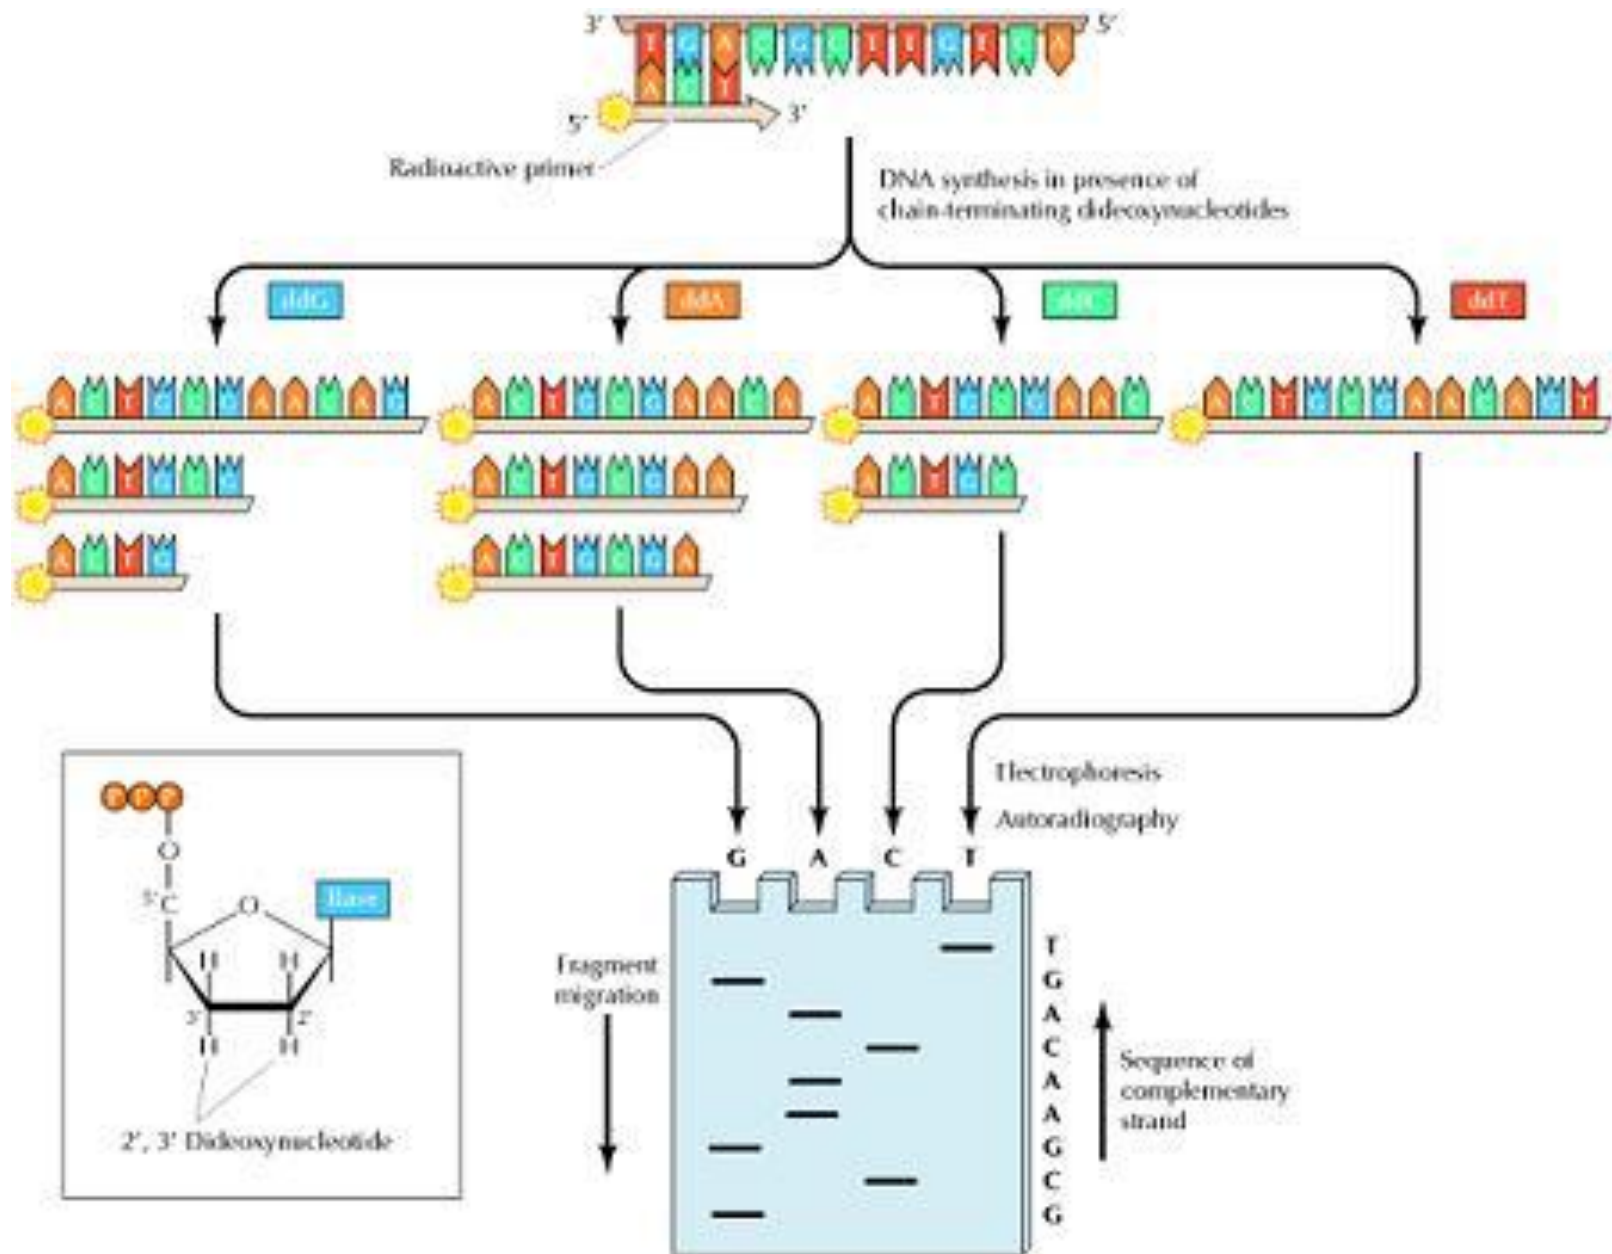 3' T G A C G C T T G T C A 5'
A C T
5' 3'
Radioactive primer
DNA synthesis in presence of
chain-terminating dideoxynucleotides
ddG ddA ddC ddT
A C T G C G A A C A G
A C T G C G A A C A
A C T G C G A A C
A C T G C G A A C A G T
A C T G C G
A C T G C G A A
A C T G C
A C T G
A C T G C G A
Electrophoresis
Autoradiography
G A C T
P P P
O
5' C
O
Base
H H
3' 2'
H H
2', 3' Dideoxynucleotide
Fragment
migration
T
G
A
C
A
A
G
C
G
Sequence of
complementary
strand